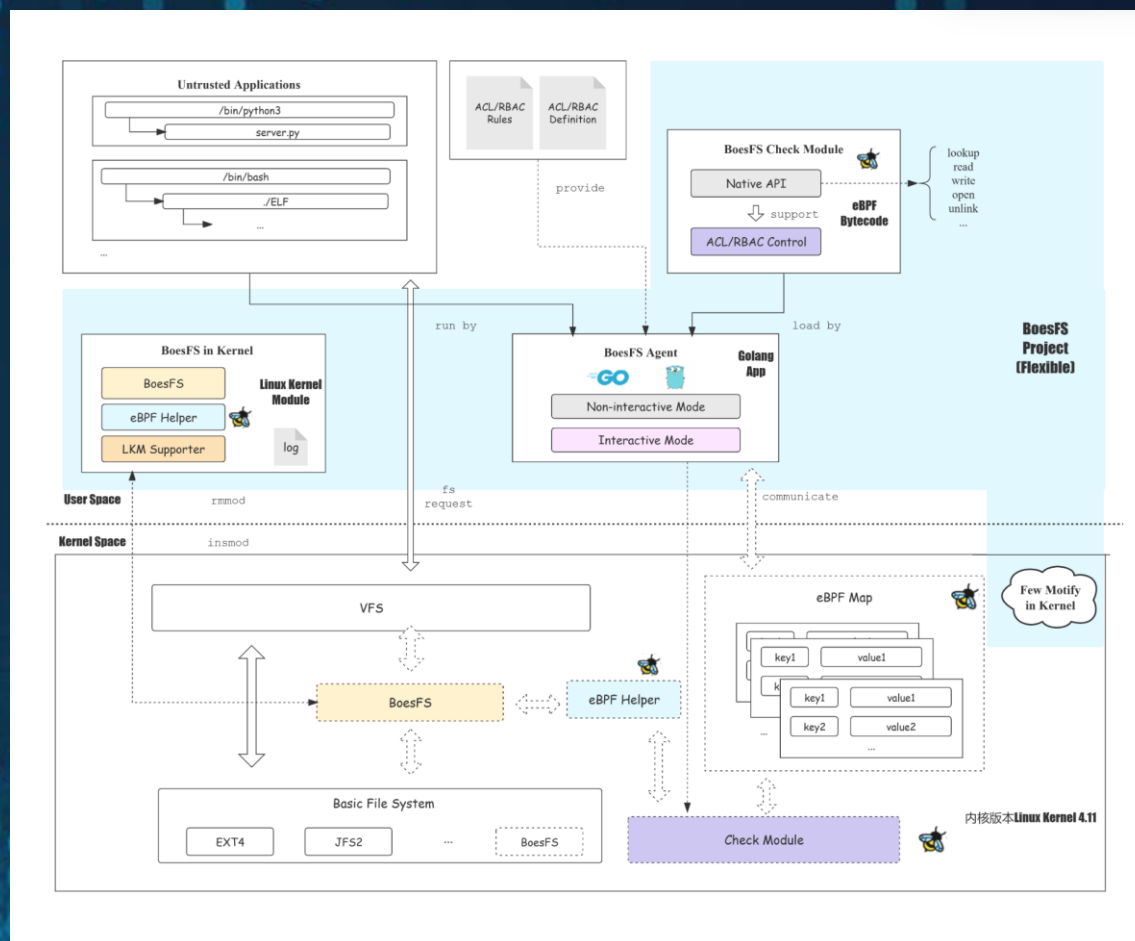 Untrusted Applications
/bin/python3
server.py
/bin/bash
./ELF
...
...
ACL/RBAC
Rules
ACL/RBAC
Definition
provide
BoesFS Check Module
Native API
support
ACL/RBAC Control
eBPF
Bytecode
lookup
read
write
open
unlink
...
run by
load by
BoesFS in Kernel
BoesFS
eBPF Helper
LKM Supporter
Linux Kernel
Module
log
BoesFS Agent
GO
Golang
App
Non-interactive Mode
Interactive Mode
BoesFS
Project
(Flexible)
User Space
rmmod
fs
request
communicate
Kernel Space
insmod
VFS
BoesFS
eBPF Helper
eBPF Map
key1
value1
key1
value1
key2
value2
...
...
Few Motify
in Kernel
Basic File System
EXT4
JFS2
...
BoesFS
Check Module
内核版本Linux Kernel 4.11